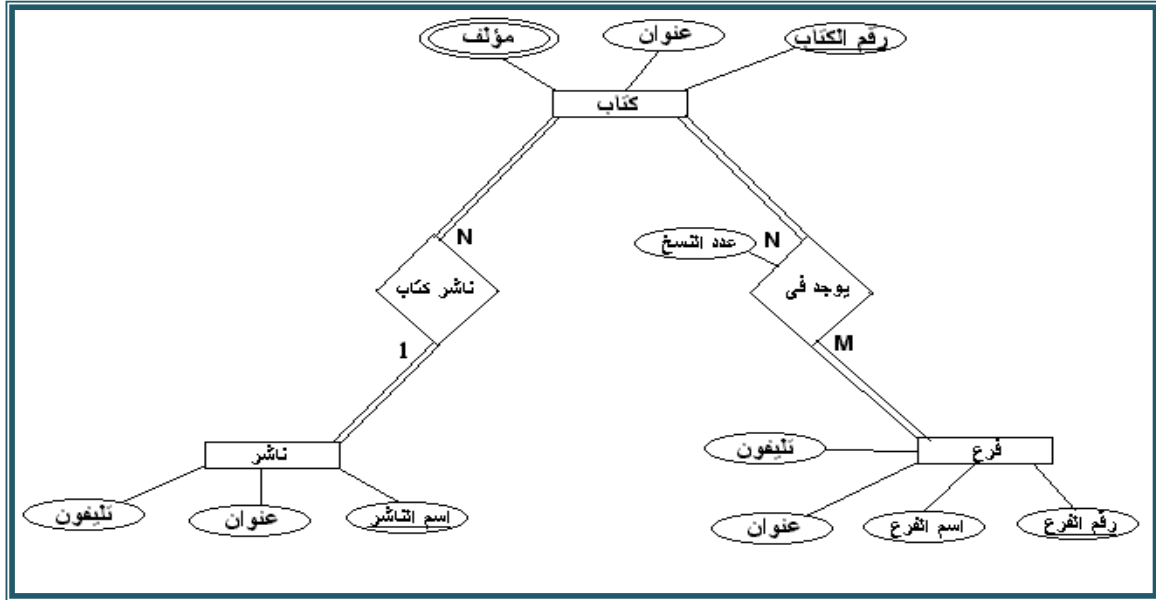 رقم الكتاب
عنوان
مؤلف
كتاب
N
عدد النسخ
N
يوجد فى
ناشر كتاب
M
1
فرع
ناشر
تليفون
رقم الفرع
اسم الفرع
عنوان
اسم الناشر
عنوان
تليفون